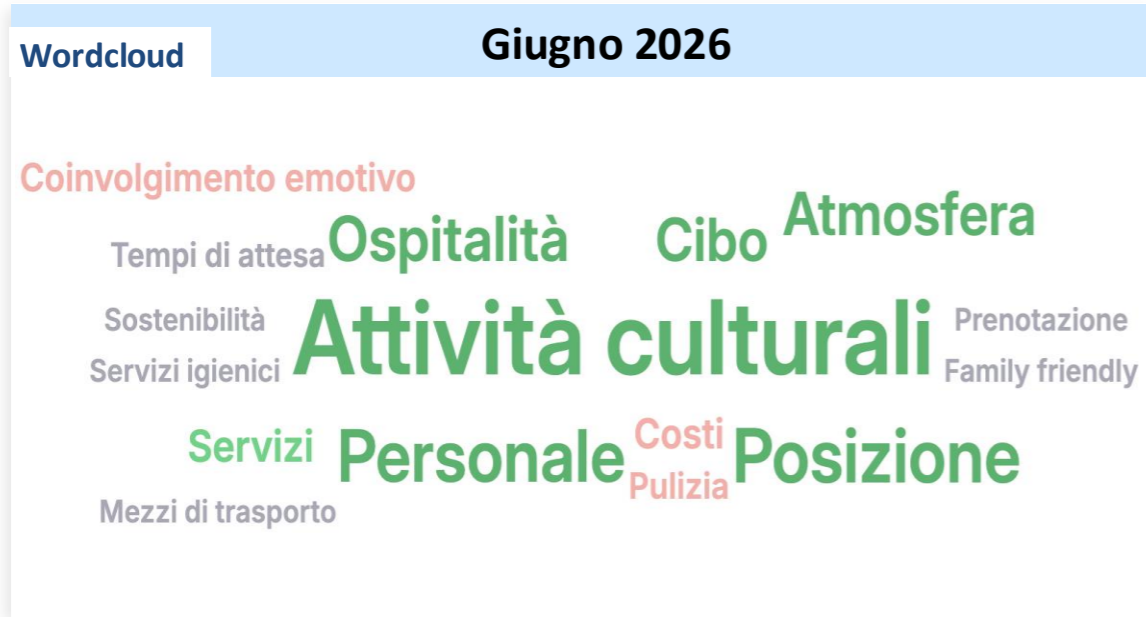 Wordcloud
Giugno 2026
Coinvolgimento emotivo
Tempi di attesa
Ospitalità
Cibo
Atmosfera
Sostenibilità
Servizi igienici
Attività culturali
Prenotazione
Family friendly
Servizi
Personale
Costi
Pulizia
Posizione
Mezzi di trasporto